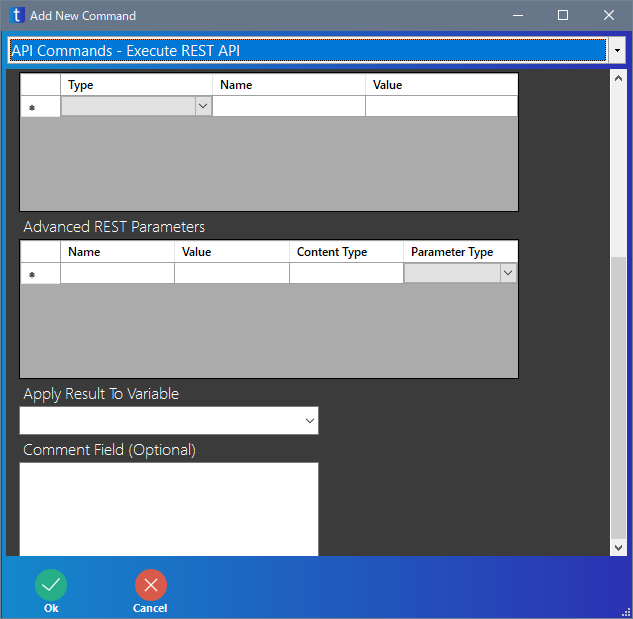 t Add New Command
API Commands - Execute REST API
Type Name Value
Advanced REST Parameters
Name Value Content Type Parameter Type
Apply Result To Variable
Comment Field (Optional)
Ok Cancel